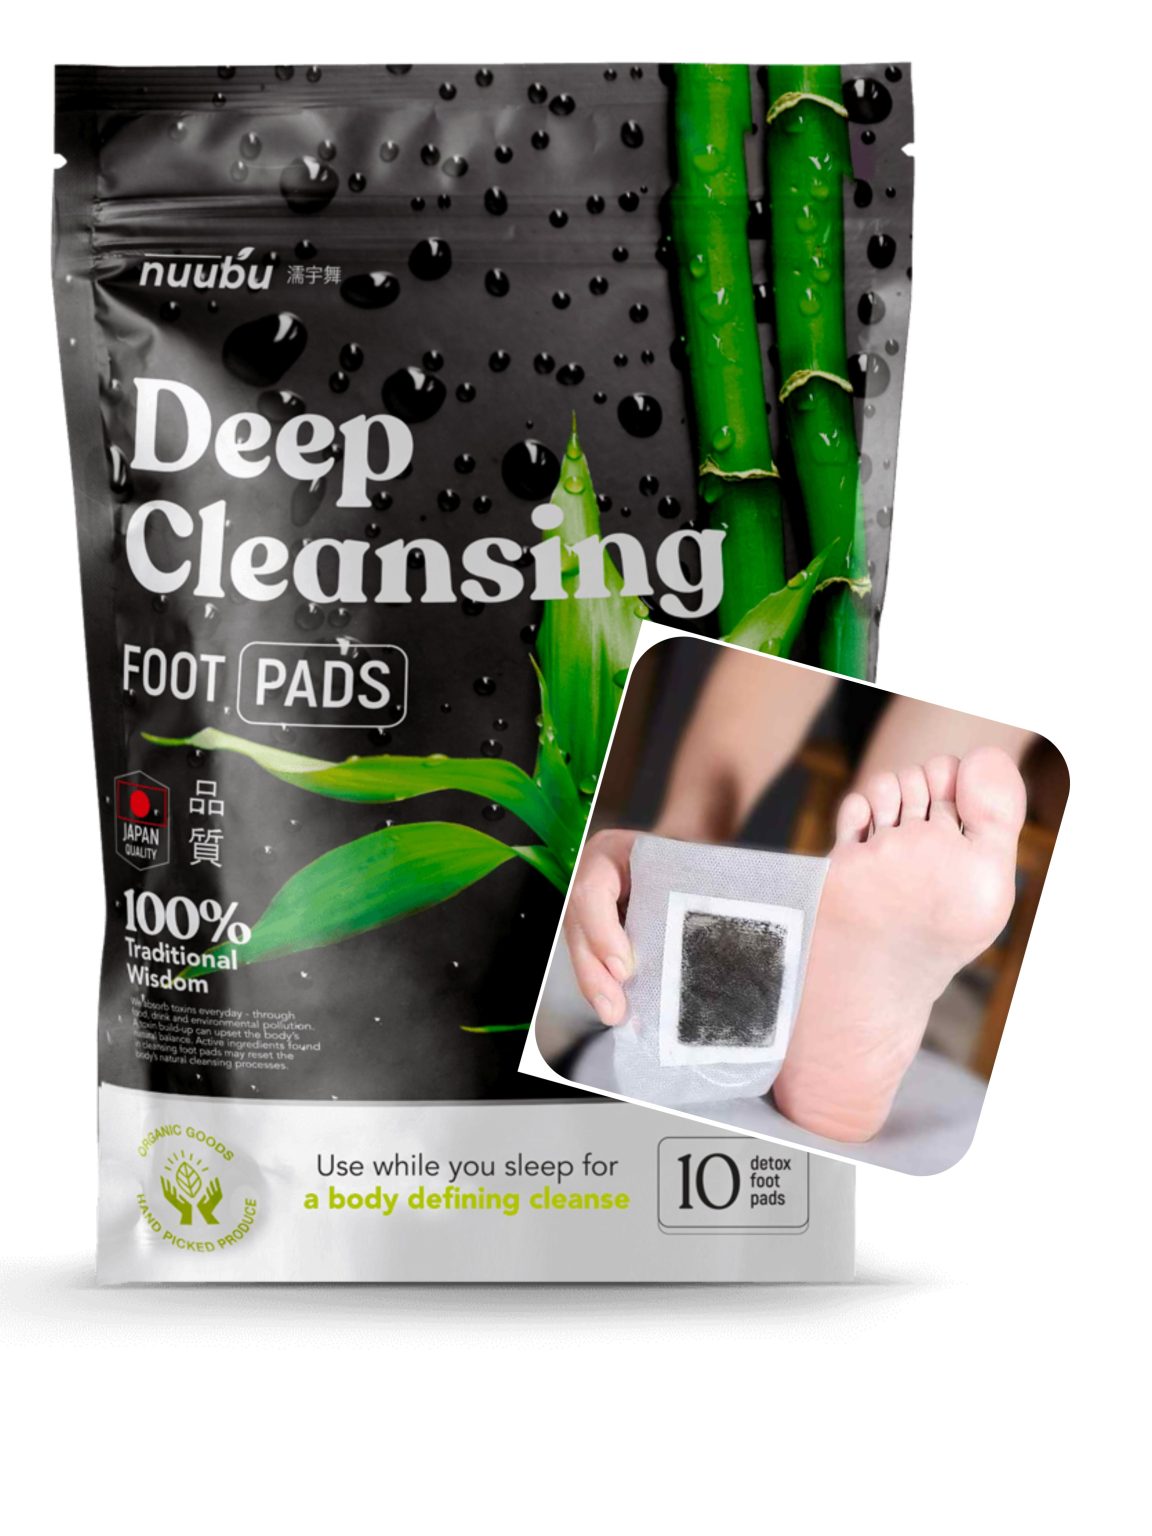 nuubu 濡宇舞
Deep
Cleansing
FOOT PADS
JAPAN
QUALITY
品
質
100%
Traditional
Wisdom
We absorb toxins everyday - through
food, drink and environmental pollution.
A toxin build-up can upset the body's
natural balance. Active ingredients found
in cleansing foot pads may reset the
body's natural cleansing processes.
ORGANIC GOODS
HAND PICKED PRODUCE
Use while you sleep for
a body defining cleanse
10 detox
foot
pads